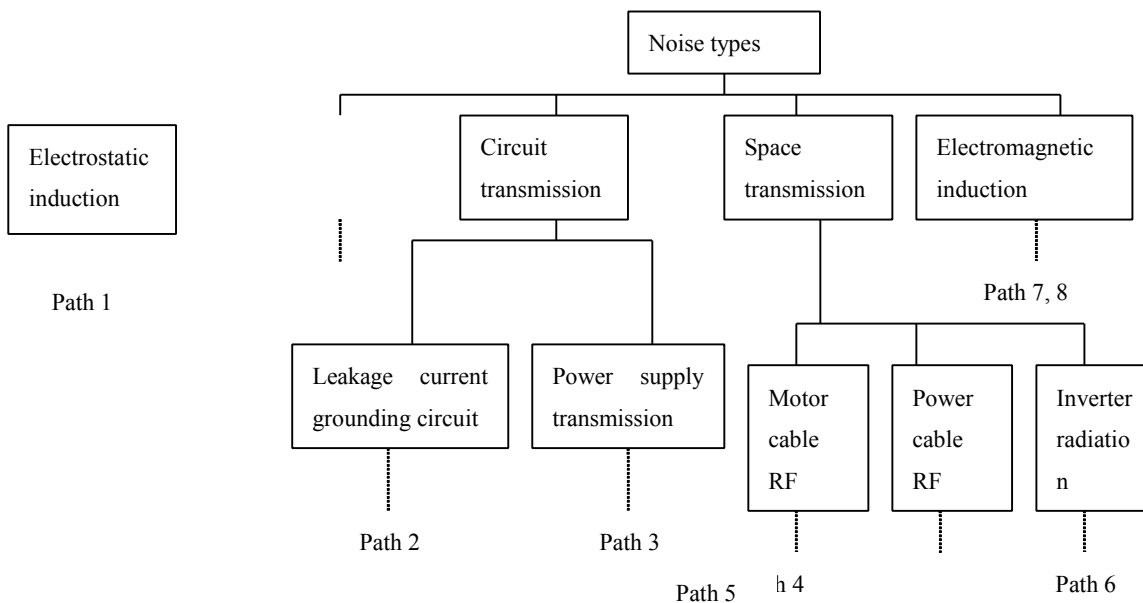 Noise types
Electrostatic
induction
Circuit
transmission
Space
transmission
Electromagnetic
induction
Path 1
Path 7, 8
Leakage current
grounding circuit
Power supply
transmission
Motor
cable
RF
Power
cable
RF
Inverter
radiatio
n
Path 2
Path 3
Path 5
h 4
Path 6